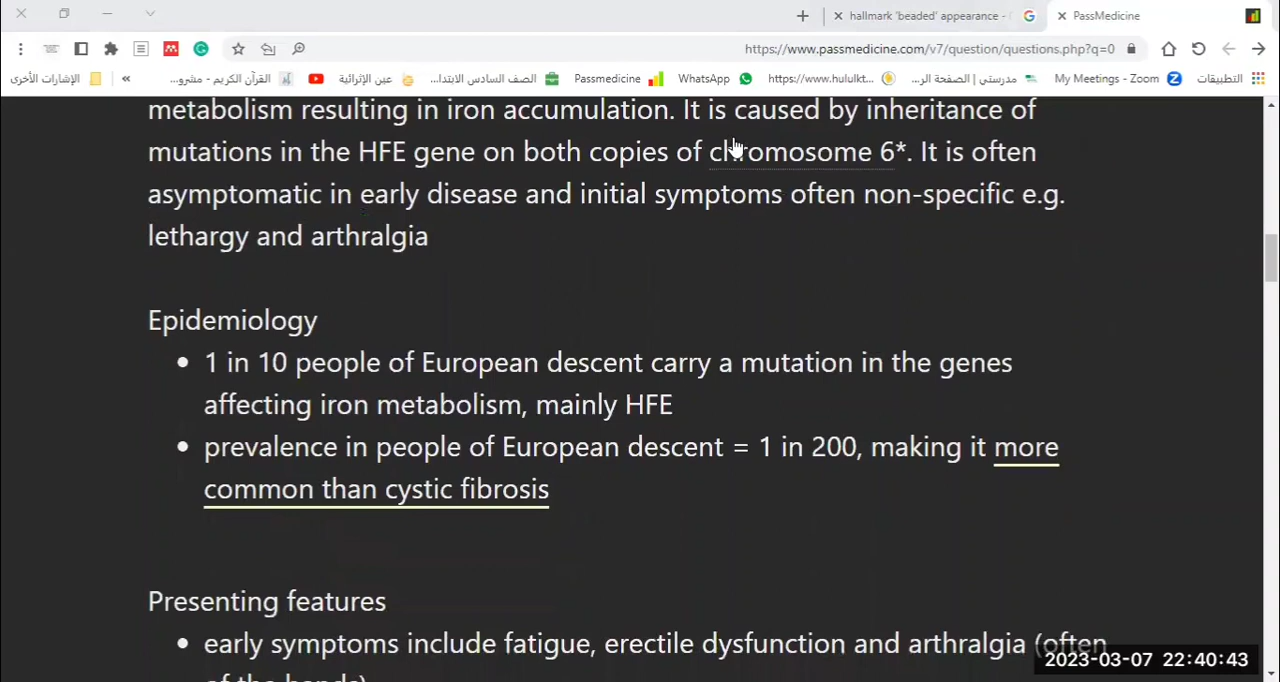 hallmark 'beaded' appearance -
PassMedicine
https://www.passmedicine.com/v7/question/questions.php?q=0
التطبيقات
My Meetings - Zoom
مدرستي | الصفحة الر...
https://www.hululkt...
WhatsApp
Passmedicine
الصف السادس الابتدا...
عين الإثرائية
القرآن الكريم - مشرو...
»
الإشارات الأخرى
metabolism resulting in iron accumulation. It is caused by inheritance of
mutations in the HFE gene on both copies of chromosome 6*. It is often
asymptomatic in early disease and initial symptoms often non-specific e.g.
lethargy and arthralgia
Epidemiology
• 1 in 10 people of European descent carry a mutation in the genes
affecting iron metabolism, mainly HFE
• prevalence in people of European descent = 1 in 200, making it more
common than cystic fibrosis
Presenting features
• early symptoms include fatigue, erectile dysfunction and arthralgia (often
of the hands)
2023-03-07 22:40:43